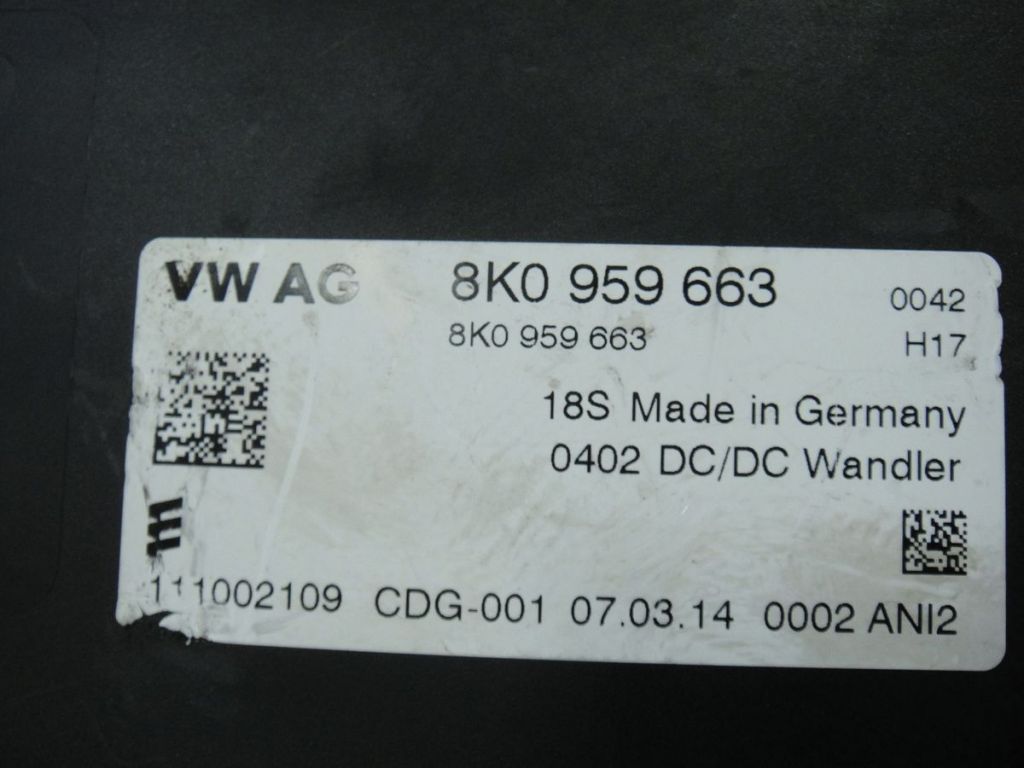 VW AG 8K0 959 663 0042
8K0 959 663 H17
18S Made in Germany
0402 DC/DC Wandler
m
111002109 CDG-001 07.03.14 0002 ANI2